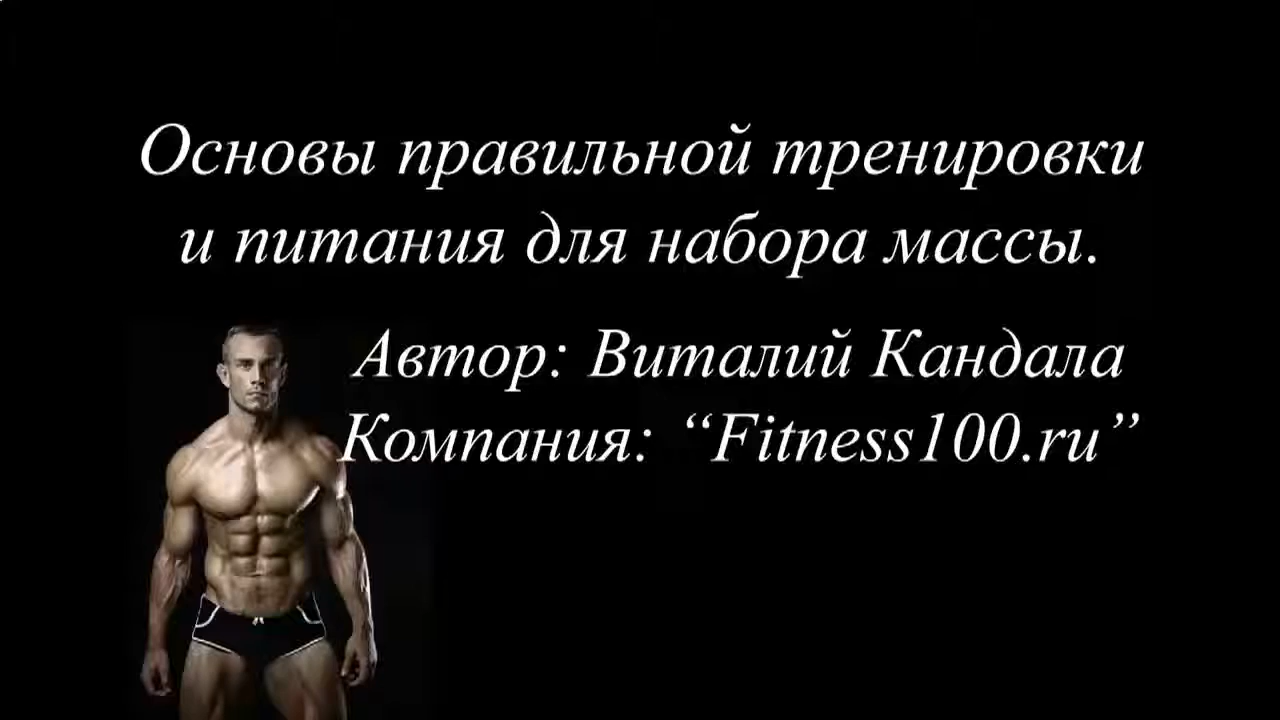 Основы правильной тренировки
и питания для набора массы.
Автор: Виталий Кандала
Компания: “Fitness100.ru”